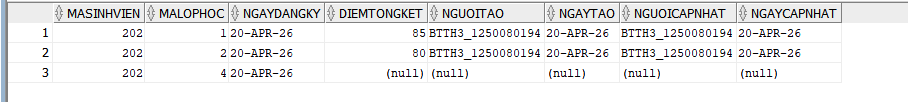 MASINHVIEN MALOPHOC NGAYDANGKY DIEMTONGKET NGUOITAO NGAYTAO NGUOICAPNHAT NGAYCAPNHAT
1 202 1 20-APR-26 85 BTTH3_1250080194 20-APR-26 BTTH3_1250080194 20-APR-26
2 202 2 20-APR-26 80 BTTH3_1250080194 20-APR-26 BTTH3_1250080194 20-APR-26
3 202 4 20-APR-26 (null) (null) (null) (null) (null)